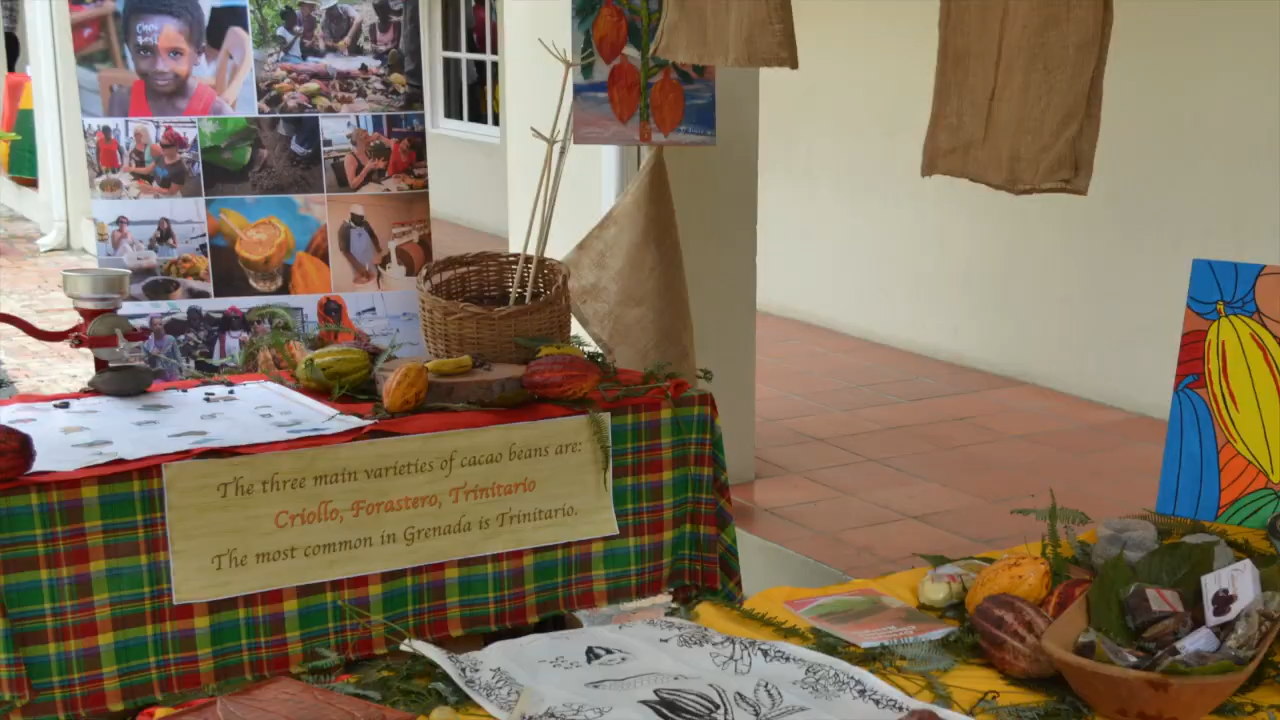 The three main varieties of cacao beans are:
Criollo, Forastero, Trinitario
The most common in Grenada is Trinitario.